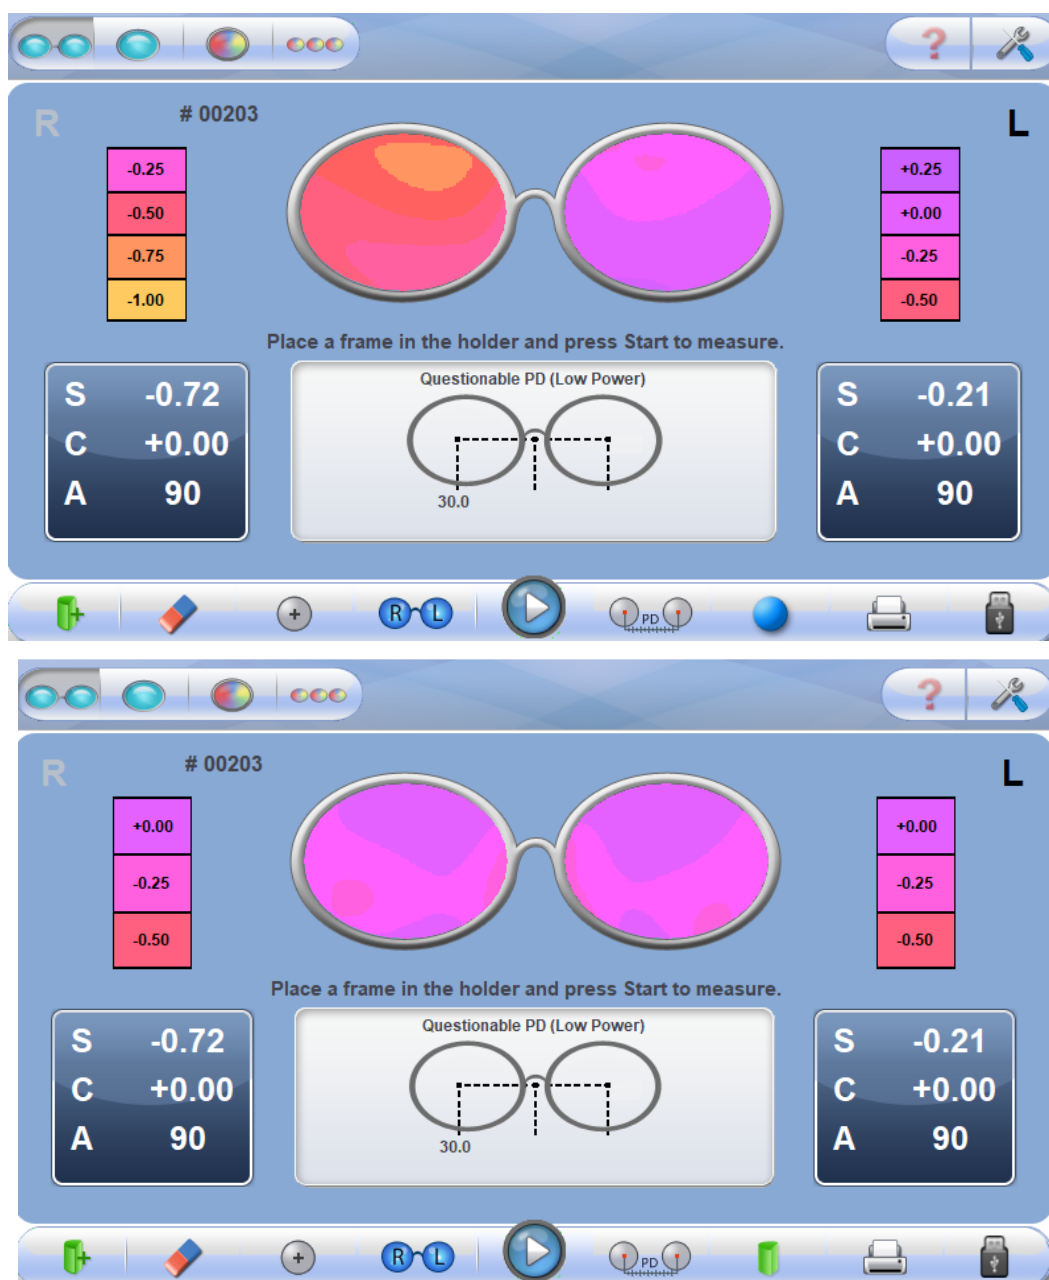 R
# 00203
L
-0.25
-0.50
-0.75
-1.00
+0.25
+0.00
-0.25
-0.50
Place a frame in the holder and press Start to measure.
S -0.72
C +0.00
A 90
Questionable PD (Low Power)
30.0
S -0.21
C +0.00
A 90
R L
PD
R
# 00203
L
+0.00
-0.25
-0.50
+0.00
-0.25
-0.50
Place a frame in the holder and press Start to measure.
S -0.72
C +0.00
A 90
Questionable PD (Low Power)
30.0
S -0.21
C +0.00
A 90
R L
PD